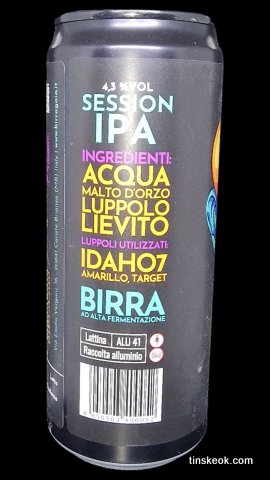 4,3 %VOL
SESSION
IPA
INGREDIENTI:
ACQUA
MALTO D'ORZO
LUPPOLO
LIEVITO
LUPPOLI UTILIZZATI:
IDAHO7
AMARILLO, TARGET
BIRRA
AD ALTA FERMENTAZIONE
Lattina ALU 41
Raccolta alluminio
tinskeok.com